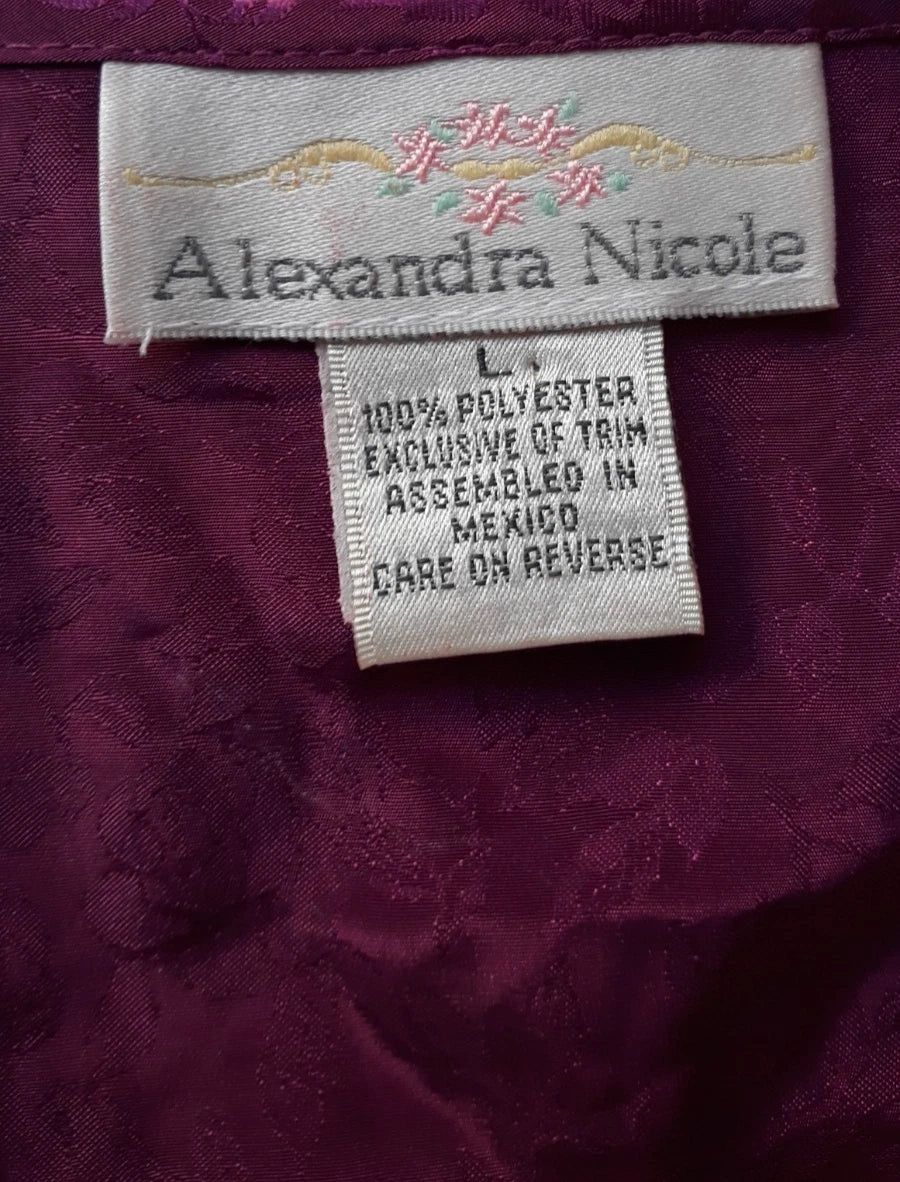 Alexandra Nicole
L
100% POLYESTER
EXCLUSIVE OF TRIM
ASSEMBLED IN
MEXICO
CARE ON REVERSE